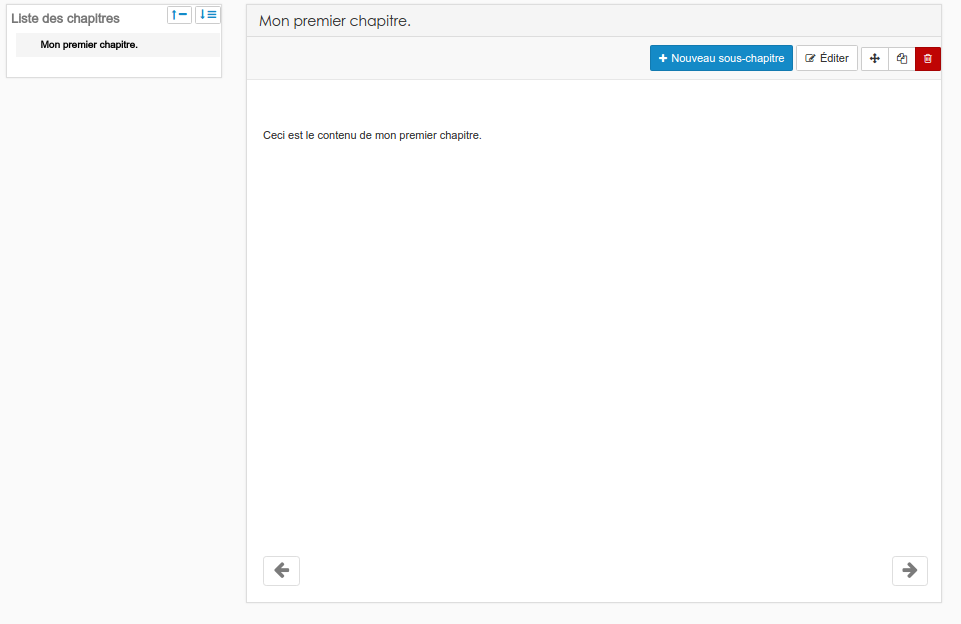 Liste des chapitres
Mon premier chapitre.
Mon premier chapitre.
Nouveau sous-chapitre
Éditer
Ceci est le contenu de mon premier chapitre.